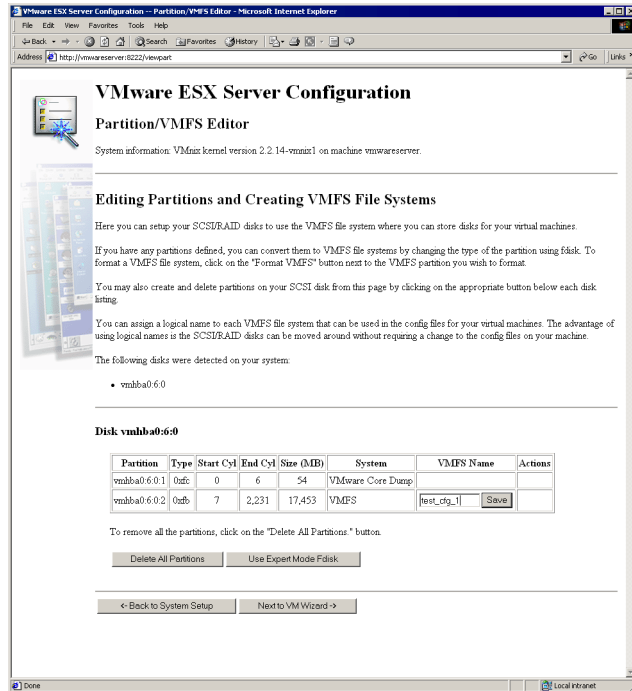 VMware ESX Server Configuration -- Partition/VMFS Editor - Microsoft Internet Explorer
File Edit View Favorites Tools Help
Back Search Favorites History
Address http://vmwareserver:8222/viewpart Go Links
VMware ESX Server Configuration
Partition/VMFS Editor
System information: VMnix kernel version 2.2.14-vmnix1 on machine vmwareserver.
Editing Partitions and Creating VMFS File Systems
Here you can setup your SCSI/RAID disks to use the VMFS file system where you can store disks for your virtual machines.
If you have any partitions defined, you can convert them to VMFS file systems by changing the type of the partition using fdisk. To
format a VMFS file system, click on the "Format VMFS" button next to the VMFS partition you wish to format.
You may also create and delete partitions on your SCSI disk from this page by clicking on the appropriate button below each disk
listing.
You can assign a logical name to each VMFS file system that can be used in the config files for your virtual machines. The advantage of
using logical names is the SCSI/RAID disks can be moved around without requiring a change to the config files on your machine.
The following disks were detected on your system:
• vmhba0:6:0
Disk vmhba0:6:0
Partition Type Start Cyl End Cyl Size (MB) System VMFS Name Actions
vmhba0:6:0:1 0xfc 0 6 54 VMware Core Dump
vmhba0:6:0:2 0xfb 7 2,231 17,453 VMFS test_cfg_1 Save
To remove all the partitions, click on the "Delete All Partitions." button.
Delete All Partitions Use Expert Mode Fdisk
<- Back to System Setup Next to VM Wizard ->
Done Local intranet